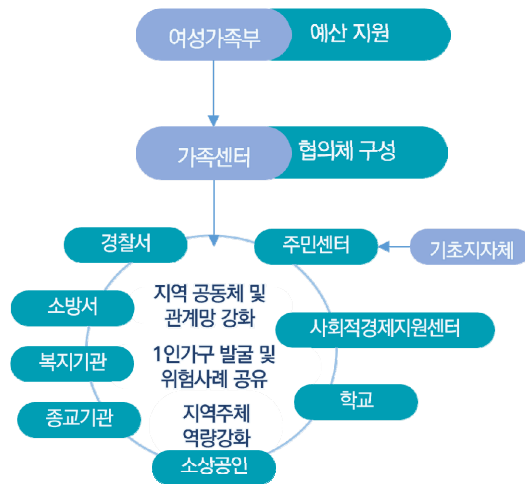 여성가족부 예산 지원
가족센터 협의체 구성
경찰서
주민센터
기초지자체
소방서
지역 공동체 및
관계망 강화
사회적경제지원센터
복지기관
1인가구 발굴 및
위험사례 공유
학교
종교기관
지역주체
역량강화
소상공인